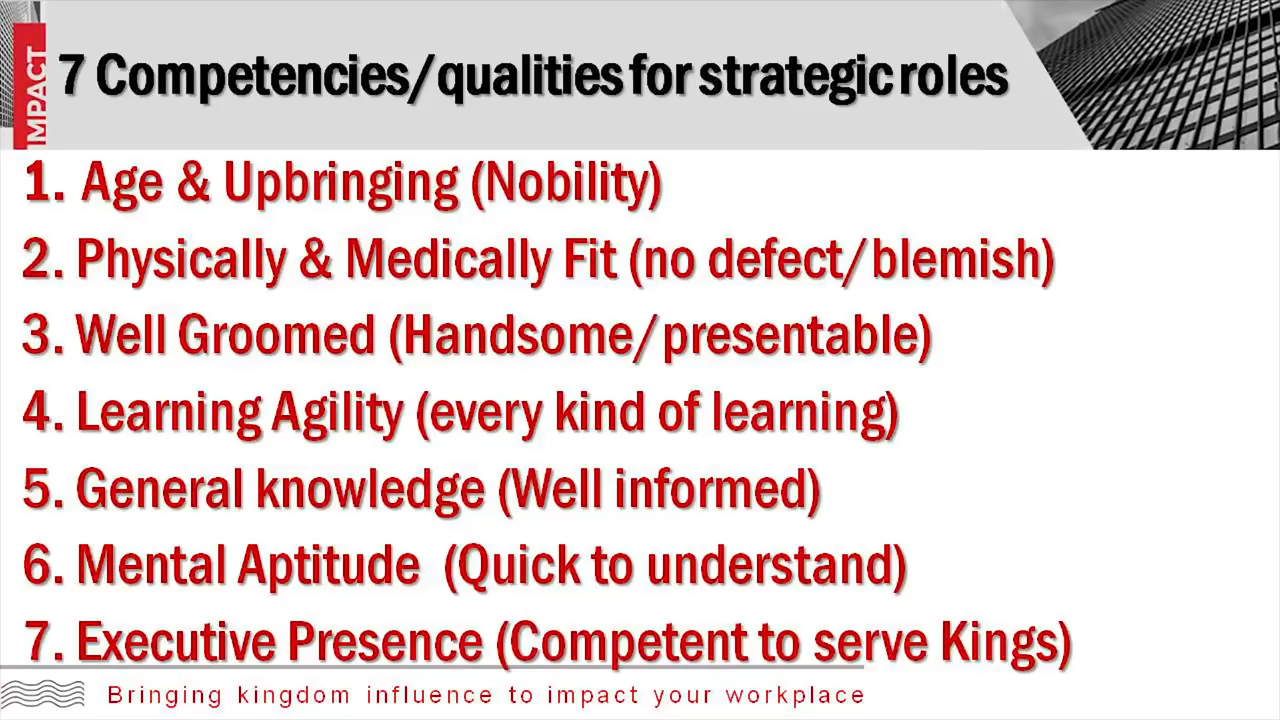 IMPACT
7 Competencies/qualities for strategic roles
1. Age & Upbringing (Nobility)
2. Physically & Medically Fit (no defect/blemish)
3. Well Groomed (Handsome/presentable)
4. Learning Agility (every kind of learning)
5. General knowledge (Well informed)
6. Mental Aptitude (Quick to understand)
7. Executive Presence (Competent to serve Kings)
Bringing kingdom influence to impact your workplace